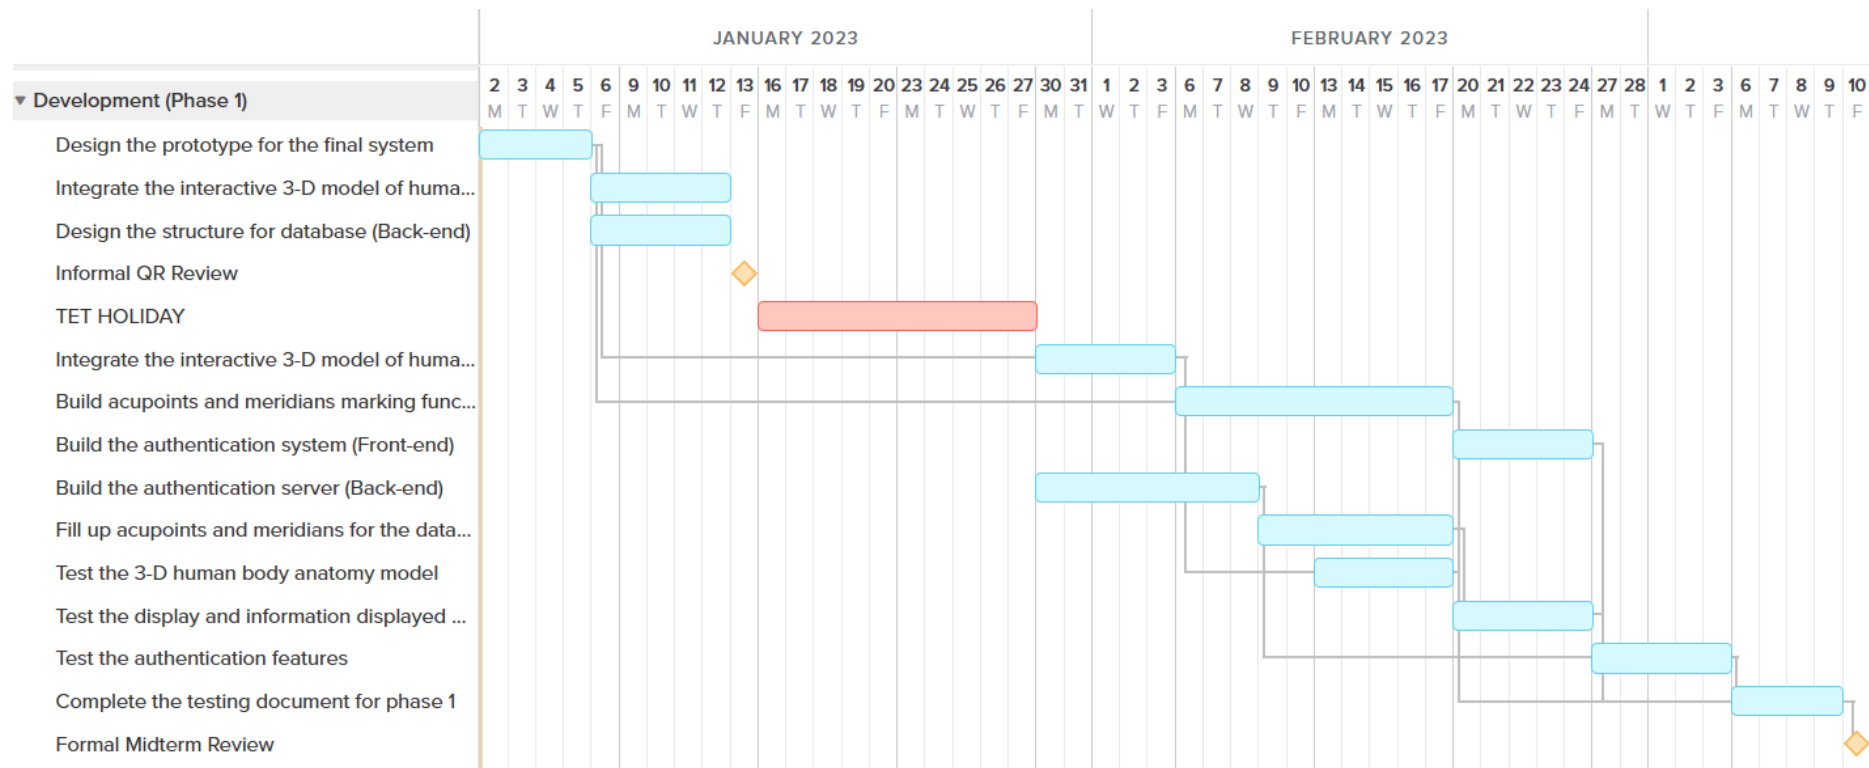 JANUARY 2023 FEBRUARY 2023
2 3 4 5 6 9 10 11 12 13 16 17 18 19 20 23 24 25 26 27 30 31 1 2 3 6 7 8 9 10 13 14 15 16 17 20 21 22 23 24 27 28 1 2 3 6 7 8 9 10
M T W T F M T W T F M T W T F M T W T F M T W T F M T W T F M T W T F M T W T F M T W T F M T W T F
Development (Phase 1)
Design the prototype for the final system
Integrate the interactive 3-D model of huma...
Design the structure for database (Back-end)
Informal QR Review
TET HOLIDAY
Integrate the interactive 3-D model of huma...
Build acupoints and meridians marking func...
Build the authentication system (Front-end)
Build the authentication server (Back-end)
Fill up acupoints and meridians for the data...
Test the 3-D human body anatomy model
Test the display and information displayed ...
Test the authentication features
Complete the testing document for phase 1
Formal Midterm Review